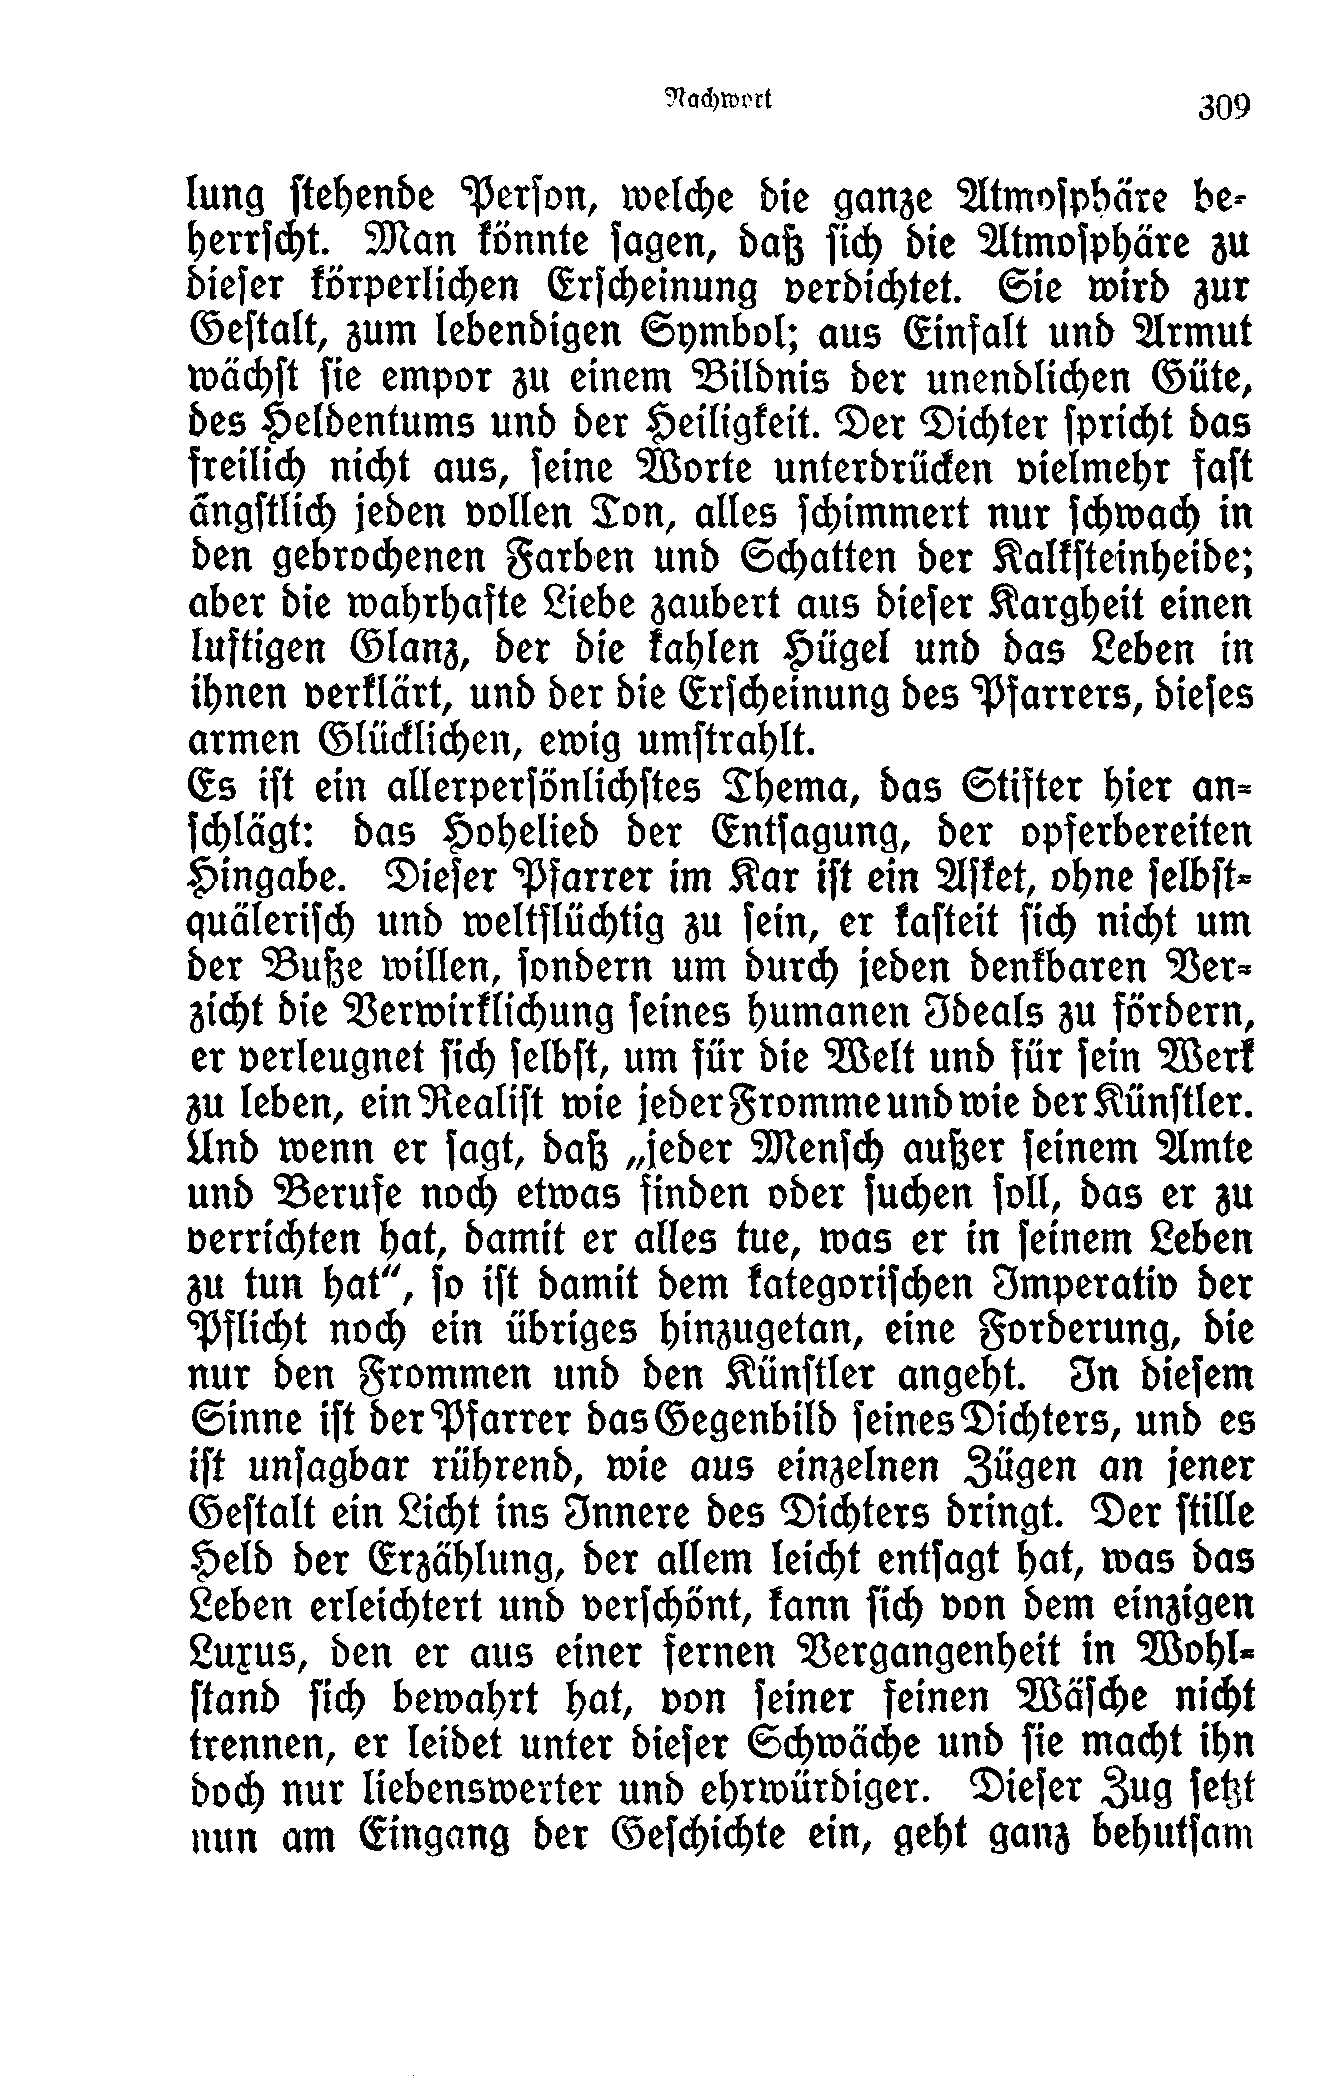 Nachwort 309
lung stehende Person, welche die ganze Atmosphäre be-
herrscht. Man könnte sagen, daß sich die Atmosphäre zu
dieser körperlichen Erscheinung verdichtet. Sie wird zur
Gestalt, zum lebendigen Symbol; aus Einfalt und Armut
wächst sie empor zu einem Bildnis der unendlichen Güte,
des Heldentums und der Heiligkeit. Der Dichter spricht das
freilich nicht aus, seine Worte unterdrücken vielmehr fast
ängstlich jeden vollen Ton, alles schimmert nur schwach in
den gebrochenen Farben und Schatten der Kalksteinheide;
aber die wahrhafte Liebe zaubert aus dieser Kargheit einen
luftigen Glanz, der die kahlen Hügel und das Leben in
ihnen verklärt, und der die Erscheinung des Pfarrers, dieses
armen Glücklichen, ewig umstrahlt.
Es ist ein allerpersönlichstes Thema, das Stifter hier an-
schlägt: das Hohelied der Entsagung, der opferbereiten
Hingabe. Dieser Pfarrer im Kar ist ein Asket, ohne selbst-
quälerisch und weltflüchtig zu sein, er kasteit sich nicht um
der Buße willen, sondern um durch jeden denkbaren Ver-
zicht die Verwirklichung seines humanen Ideals zu fördern,
er verleugnet sich selbst, um für die Welt und für sein Werk
zu leben, ein Realist wie jeder Fromme und wie der Künstler.
Und wenn er sagt, daß „jeder Mensch außer seinem Amte
und Berufe noch etwas finden oder suchen soll, das er zu
verrichten hat, damit er alles tue, was er in seinem Leben
zu tun hat“, so ist damit dem kategorischen Imperativ der
Pflicht noch ein übriges hinzugetan, eine Forderung, die
nur den Frommen und den Künstler angeht. In diesem
Sinne ist der Pfarrer das Gegenbild seines Dichters, und es
ist unsagbar rührend, wie aus einzelnen Zügen an jener
Gestalt ein Licht ins Innere des Dichters dringt. Der stille
Held der Erzählung, der allem leicht entsagt hat, was das
Leben erleichtert und verschönt, kann sich von dem einzigen
Luxus, den er aus einer fernen Vergangenheit in Wohl-
stand sich bewahrt hat, von seiner feinen Wäsche nicht
trennen, er leidet unter dieser Schwäche und sie macht ihn
doch nur liebenswerter und ehrwürdiger. Dieser Zug setzt
nun am Eingang der Geschichte ein, geht ganz behutsam